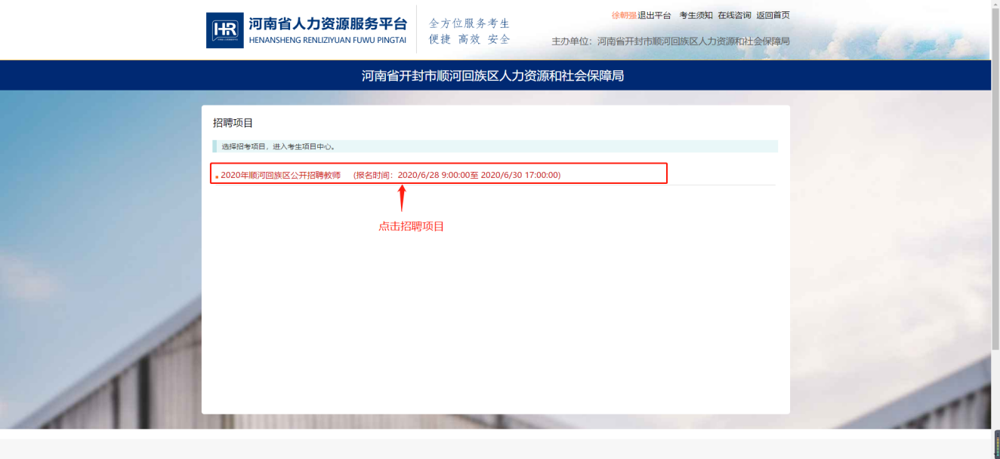 HR
河南省人力资源服务平台
HENANSHENG RENLIZIYUAN FUWU PINGTAI
全方位服务考生
便捷 高效 安全
徐朝强退出平台 考生须知 在线咨询 返回首页
主办单位：河南省开封市顺河回族区人力资源和社会保障局
河南省开封市顺河回族区人力资源和社会保障局
招聘项目
选择招考项目，进入考生项目中心。
2020年顺河回族区公开招聘教师 (报名时间：2020/6/28 9:00:00至 2020/6/30 17:00:00)
点击招聘项目